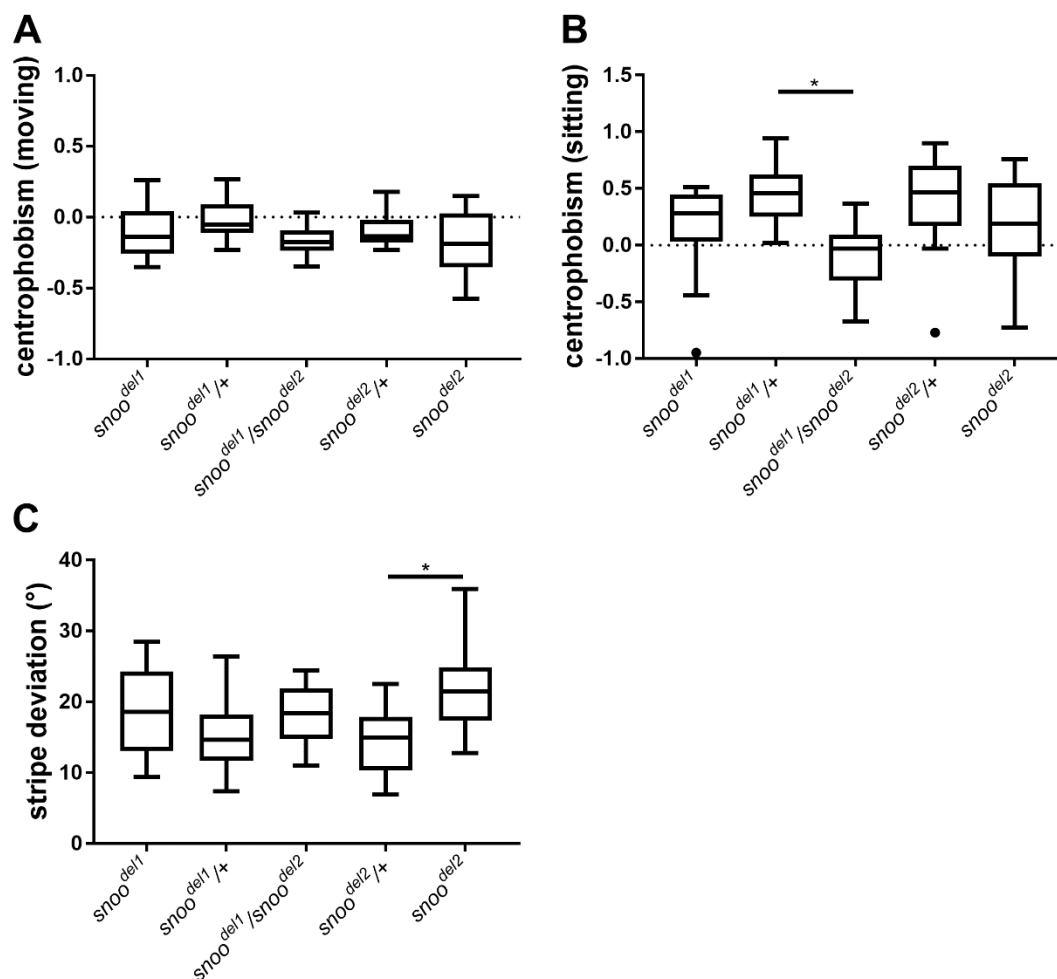 A
centrophobism (moving)
1.0
0.5
0.0
-0.5
-1.0
snoo^del1
snoo^del1/+
snoo^del1/snoo^del2
snoo^del2/+
snoo^del2
B
centrophobism (sitting)
1.5
1.0
0.5
0.0
-0.5
-1.0
*
snoo^del1
snoo^del1/+
snoo^del1/snoo^del2
snoo^del2/+
snoo^del2
C
stripe deviation (°)
40
30
20
10
0
*
snoo^del1
snoo^del1/+
snoo^del1/snoo^del2
snoo^del2/+
snoo^del2